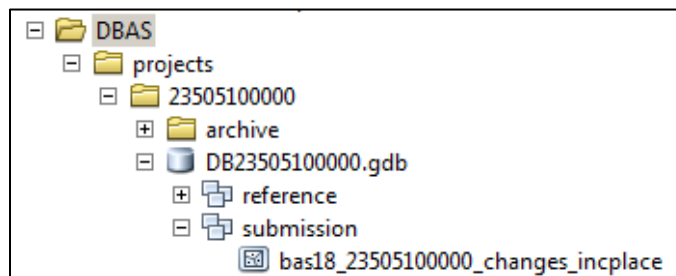 DBAS
projects
23505100000
archive
DB23505100000.gdb
reference
submission
bas18_23505100000_changes_incplace